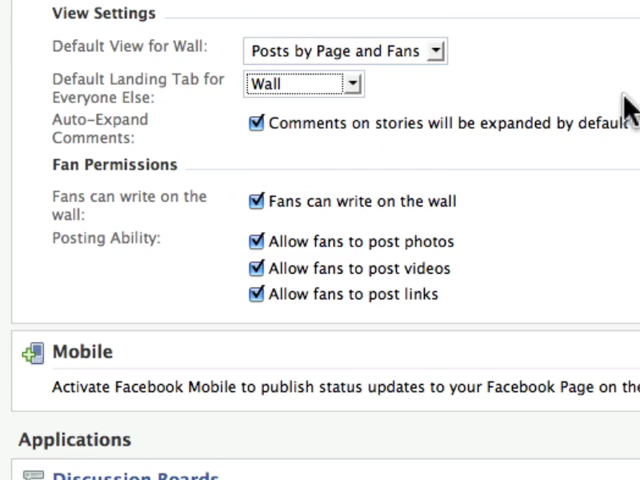 View Settings
Default View for Wall: Posts by Page and Fans
Default Landing Tab for Everyone Else: Wall
Auto-Expand Comments: Comments on stories will be expanded by default
Fan Permissions
Fans can write on the wall: Fans can write on the wall
Posting Ability: Allow fans to post photos
Allow fans to post videos
Allow fans to post links
Mobile
Activate Facebook Mobile to publish status updates to your Facebook Page on the
Applications
Discussion Boards